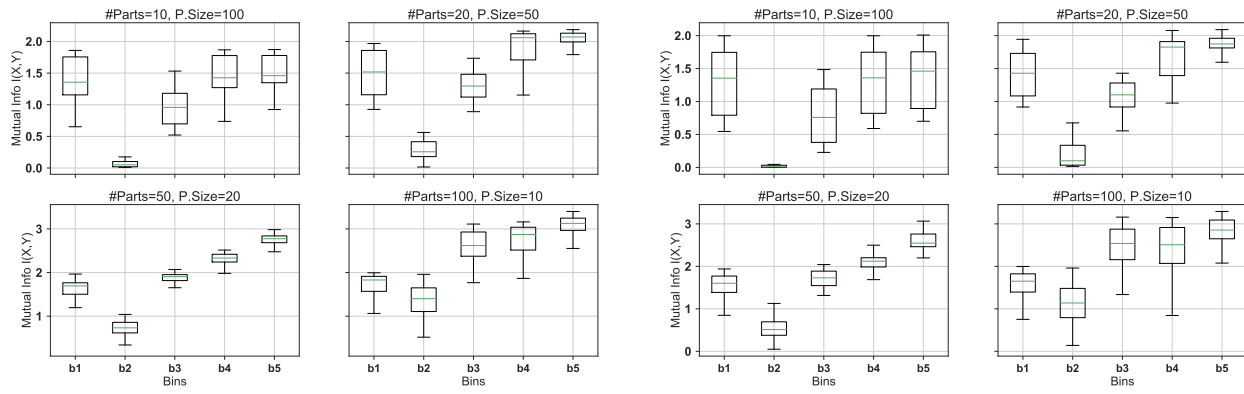 #Parts=10, P.Size=100
#Parts=20, P.Size=50
Mutual Info I(X,Y)
2.0
1.5
1.0
0.5
0.0
#Parts=50, P.Size=20
#Parts=100, P.Size=10
Mutual Info I(X,Y)
3
2
1
b1 b2 b3 b4 b5
Bins
b1 b2 b3 b4 b5
Bins
#Parts=10, P.Size=100
#Parts=20, P.Size=50
Mutual Info I(X,Y)
2.0
1.5
1.0
0.5
0.0
#Parts=50, P.Size=20
#Parts=100, P.Size=10
Mutual Info I(X,Y)
3
2
1
0
b1 b2 b3 b4 b5
Bins
b1 b2 b3 b4 b5
Bins